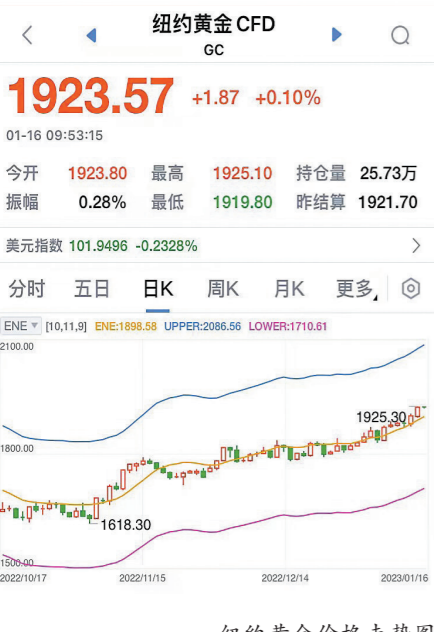 纽约黄金CFD
GC
1923.57 +1.87 +0.10%
01-16 09:53:15
今开 1923.80 最高 1925.10 持仓量 25.73万
振幅 0.28% 最低 1919.80 昨结算 1921.70
美元指数 101.9496 -0.2328%
分时 五日 日K 周K 月K 更多
ENE [10,11,9] ENE:1898.58 UPPER:2086.56 LOWER:1710.61
2100.00
1925.30
1800.00
1618.30
1500.00
2022/10/17 2022/11/15 2022/12/14 2023/01/16
纽约黄金价格走势图